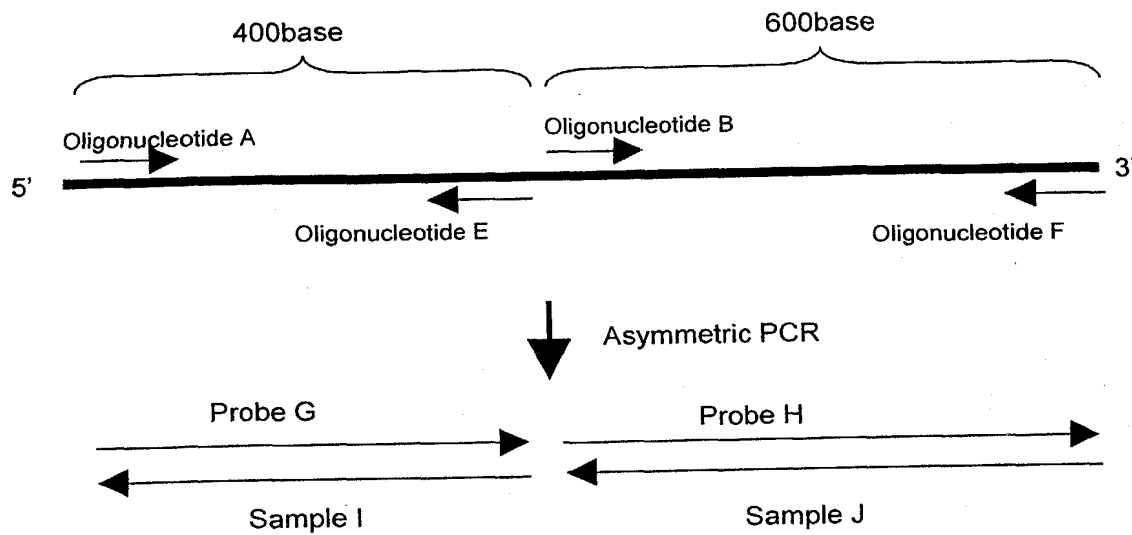 400base
600base
Oligonucleotide A
Oligonucleotide B
5'
3'
Oligonucleotide E
Oligonucleotide F
Asymmetric PCR
Probe G
Probe H
Sample I
Sample J